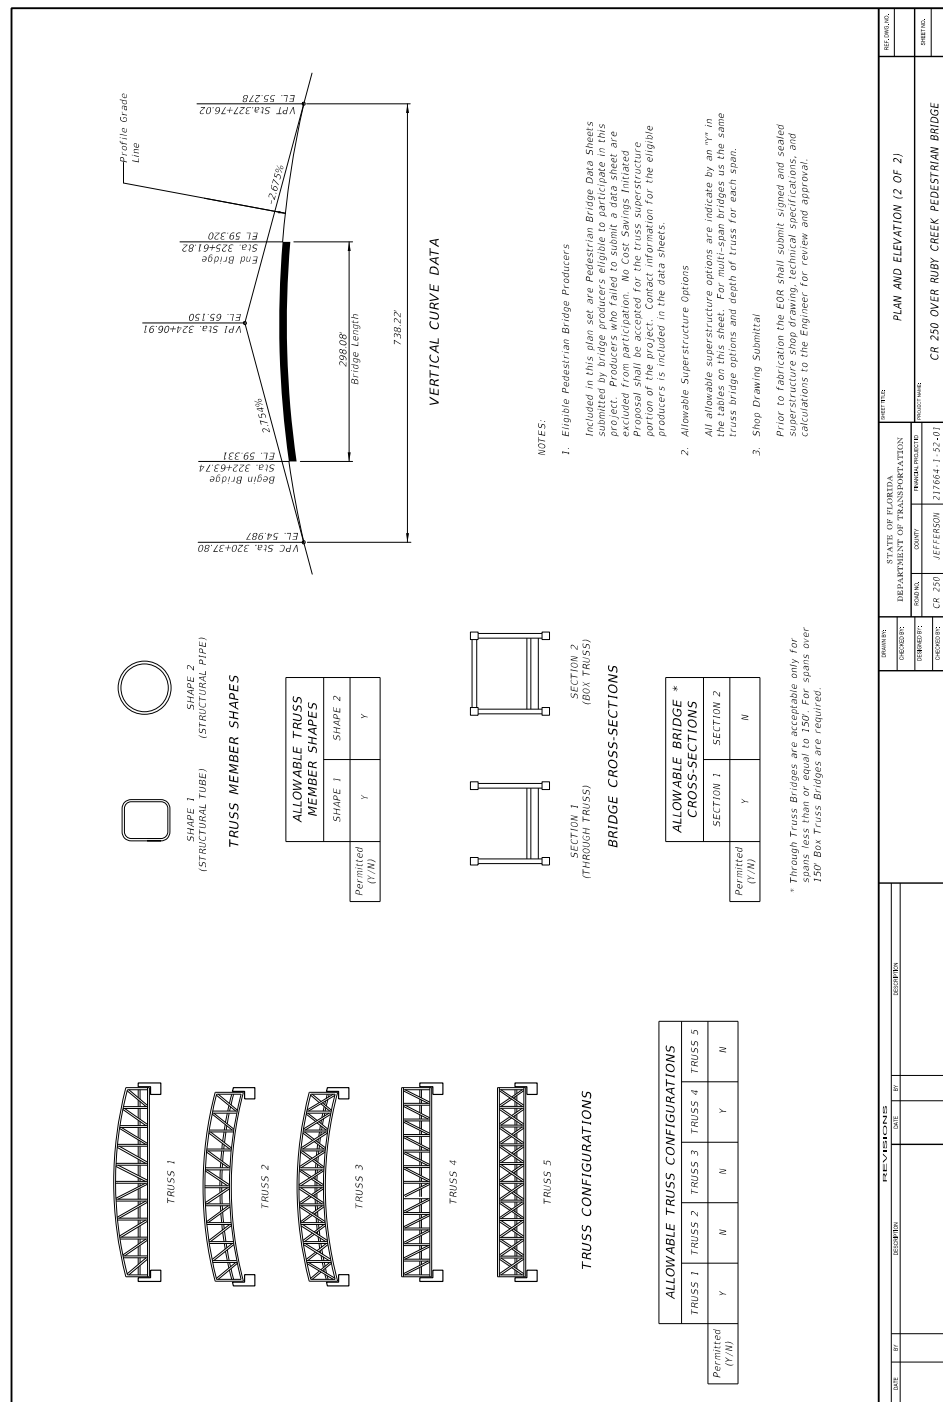 TRUSS 1
TRUSS 2
TRUSS 3
TRUSS 4
TRUSS 5
TRUSS CONFIGURATIONS
ALLOWABLE TRUSS CONFIGURATIONS
TRUSS 1 TRUSS 2 TRUSS 3 TRUSS 4 TRUSS 5
Permitted
(Y/N)
Y N N Y N
SHAPE 1
(STRUCTURAL TUBE)
SHAPE 2
(STRUCTURAL PIPE)
TRUSS MEMBER SHAPES
ALLOWABLE TRUSS
MEMBER SHAPES
SHAPE 1 SHAPE 2
Permitted
(Y/N)
Y Y
SECTION 1
(THROUGH TRUSS)
SECTION 2
(BOX TRUSS)
BRIDGE CROSS-SECTIONS
ALLOWABLE BRIDGE *
CROSS-SECTIONS
SECTION 1 SECTION 2
Permitted
(Y/N)
Y N
* Through Truss Bridges are acceptable only for
spans less than or equal to 150'. For spans over
150' Box Truss Bridges are required.
Profile Grade
Line
VPC Sta. 320+37.80
EL. 54.987
Begin Bridge
Sta. 322+63.74
EL. 59.331
2.754%
VPI Sta. 324+06.91
EL. 65.150
End Bridge
Sta. 325+61.82
EL. 59.320
-2.675%
VPT Sta.327+76.02
EL. 55.278
298.08'
Bridge Length
738.22'
VERTICAL CURVE DATA
NOTES:
1. Eligible Pedestrian Bridge Producers
Included in this plan set are Pedestrian Bridge Data Sheets
submitted by bridge producers eligible to participate in this
project. Producers who failed to submit a data sheet are
excluded from participation. No Cost Savings Initiated
Proposal shall be accepted for the truss superstructure
portion of the project. Contact information for the eligible
producers is included in the data sheets.
2. Allowable Superstructure Options
All allowable superstructure options are indicate by an "Y" in
the tables on this sheet. For multi-span bridges us the same
truss bridge options and depth of truss for each span.
3. Shop Drawing Submittal
Prior to fabrication the EOR shall submit signed and sealed
superstructure shop drawing, technical specifications, and
calculations to the Engineer for review and approval.
REVISIONS
DATE BY DESCRIPTION DATE BY DESCRIPTION
DRAWN BY:
CHECKED BY:
DESIGNED BY:
CHECKED BY:
STATE OF FLORIDA
DEPARTMENT OF TRANSPORTATION
ROAD NO. COUNTY FINANCIAL PROJECT ID
CR 250 JEFFERSON 217664-1-52-01
SHEET TITLE:
PLAN AND ELEVATION (2 OF 2)
PROJECT NAME:
CR 250 OVER RUBY CREEK PEDESTRIAN BRIDGE
REF. DWG. NO.
SHEET NO.